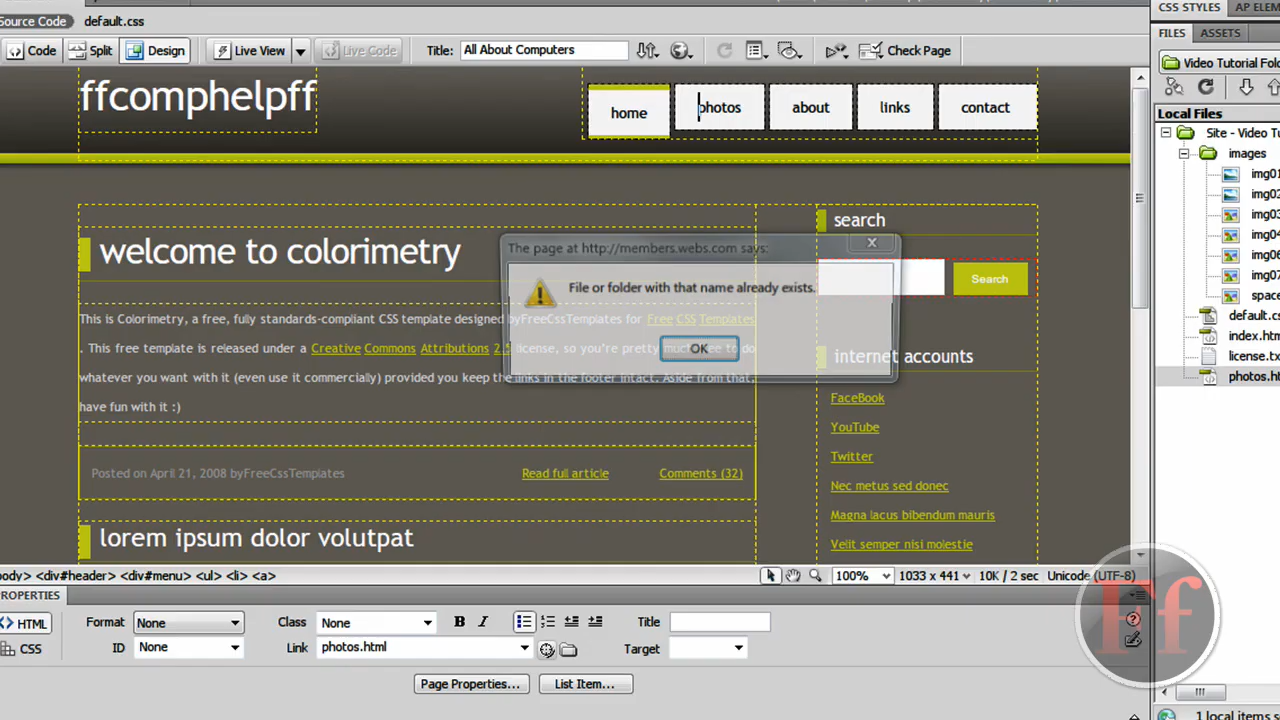 Source Code default.css
Code Split Design Live View Live Code Title: All About Computers Check Page
CSS STYLES AP ELEM
FILES ASSETS
Video Tutorial Fold
Local Files
Site - Video Tu
images
img01
img02
img03
img04
img06
img07
space
default.cs
index.htm
license.tx
photos.ht
ffcomphelpff
home photos about links contact
welcome to colorimetry
This is Colorimetry, a free, fully standards-compliant CSS template designed byFreeCssTemplates for Free CSS Templates
. This free template is released under a Creative Commons Attributions 2.5 license, so you're pretty much free to do
whatever you want with it (even use it commercially) provided you keep the links in the footer intact. Aside from that,
have fun with it :)
Posted on April 21, 2008 byFreeCssTemplates Read full article Comments (32)
lorem ipsum dolor volutpat
The page at http://members.webs.com says:
File or folder with that name already exists.
OK
search
Search
internet accounts
FaceBook
YouTube
Twitter
Nec metus sed donec
Magna lacus bibendum mauris
Velit semper nisi molestie
body> <div#header> <div#menu> <ul> <li> <a> 100% 1033 x 441 10K / 2 sec Unicode (UTF-8)
PROPERTIES
<> HTML Format None Class None B I Title
CSS ID None Link photos.html Target
Page Properties... List Item...
Ff
1 local items s